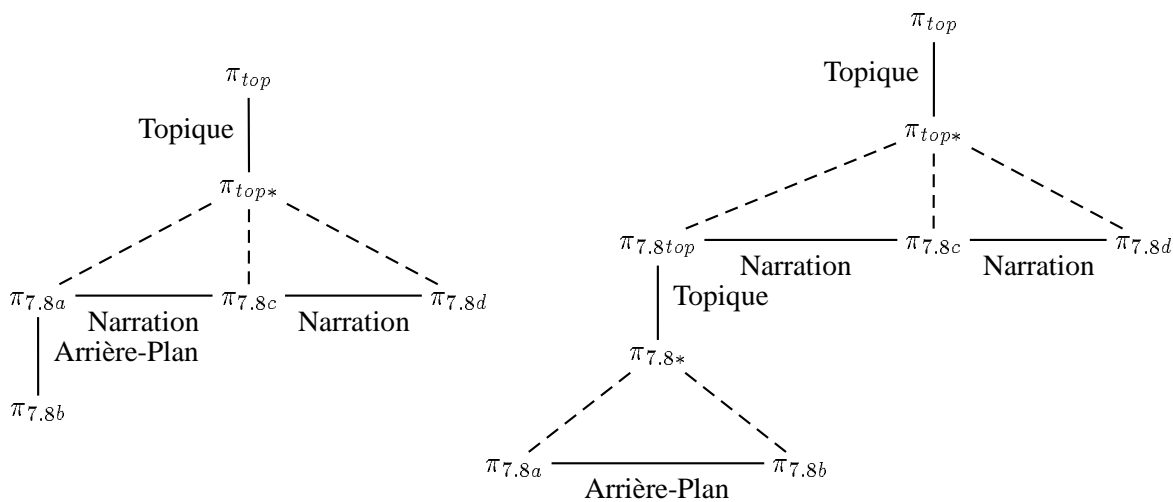 π_top
Topique
π_top*
π_7.8a π_7.8c π_7.8d
Narration Narration
Arrière-Plan
π_7.8b
π_top
Topique
π_top*
π_7.8top π_7.8c π_7.8d
Narration Narration
Topique
π_7.8*
π_7.8a π_7.8b
Arrière-Plan